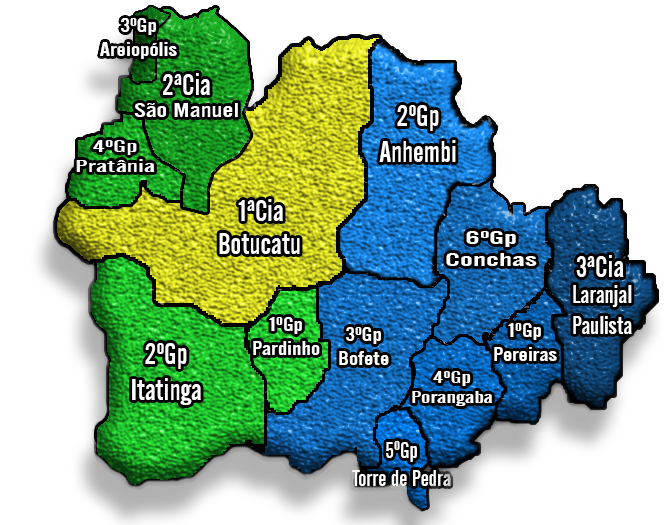 3ºGp
Areiopólis
2ªCia
São Manuel
4ºGp
Pratânia
2ºGp
Anhembi
1ªCia
Botucatu
6ºGp
Conchas
3ªCia
Laranjal
Paulista
1ºGp
Pardinho
3ºGp
Bofete
1ºGp
Pereiras
2ºGp
Itatinga
4ºGp
Porangaba
5ºGp
Torre de Pedra